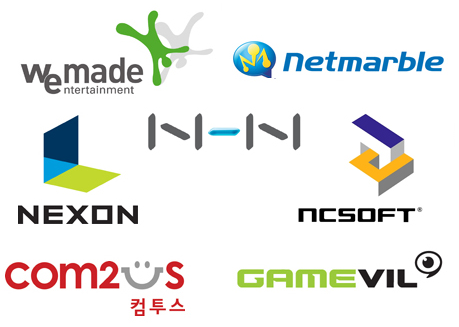 wemade
entertainment
Netmarble
NHN
NEXON
NCSOFT®
com2us
컴투스
GAMEVIL